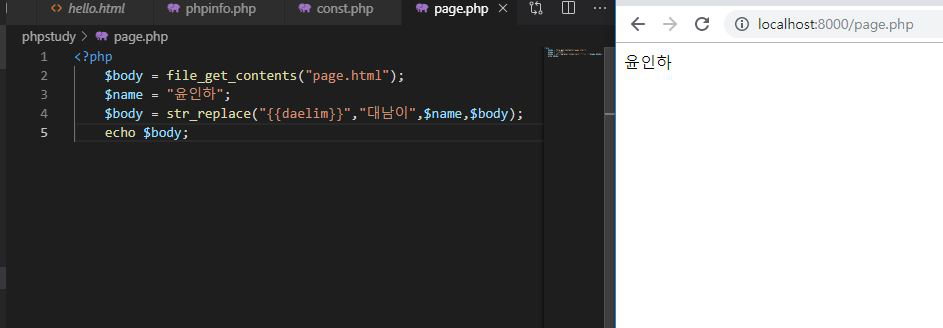 hello.html phpinfo.php const.php page.php
phpstudy > page.php
1 <?php
2 $body = file_get_contents("page.html");
3 $name = "윤인하";
4 $body = str_replace("{{daelim}}","대남이",$name,$body);
5 echo $body;
localhost:8000/page.php
윤인하